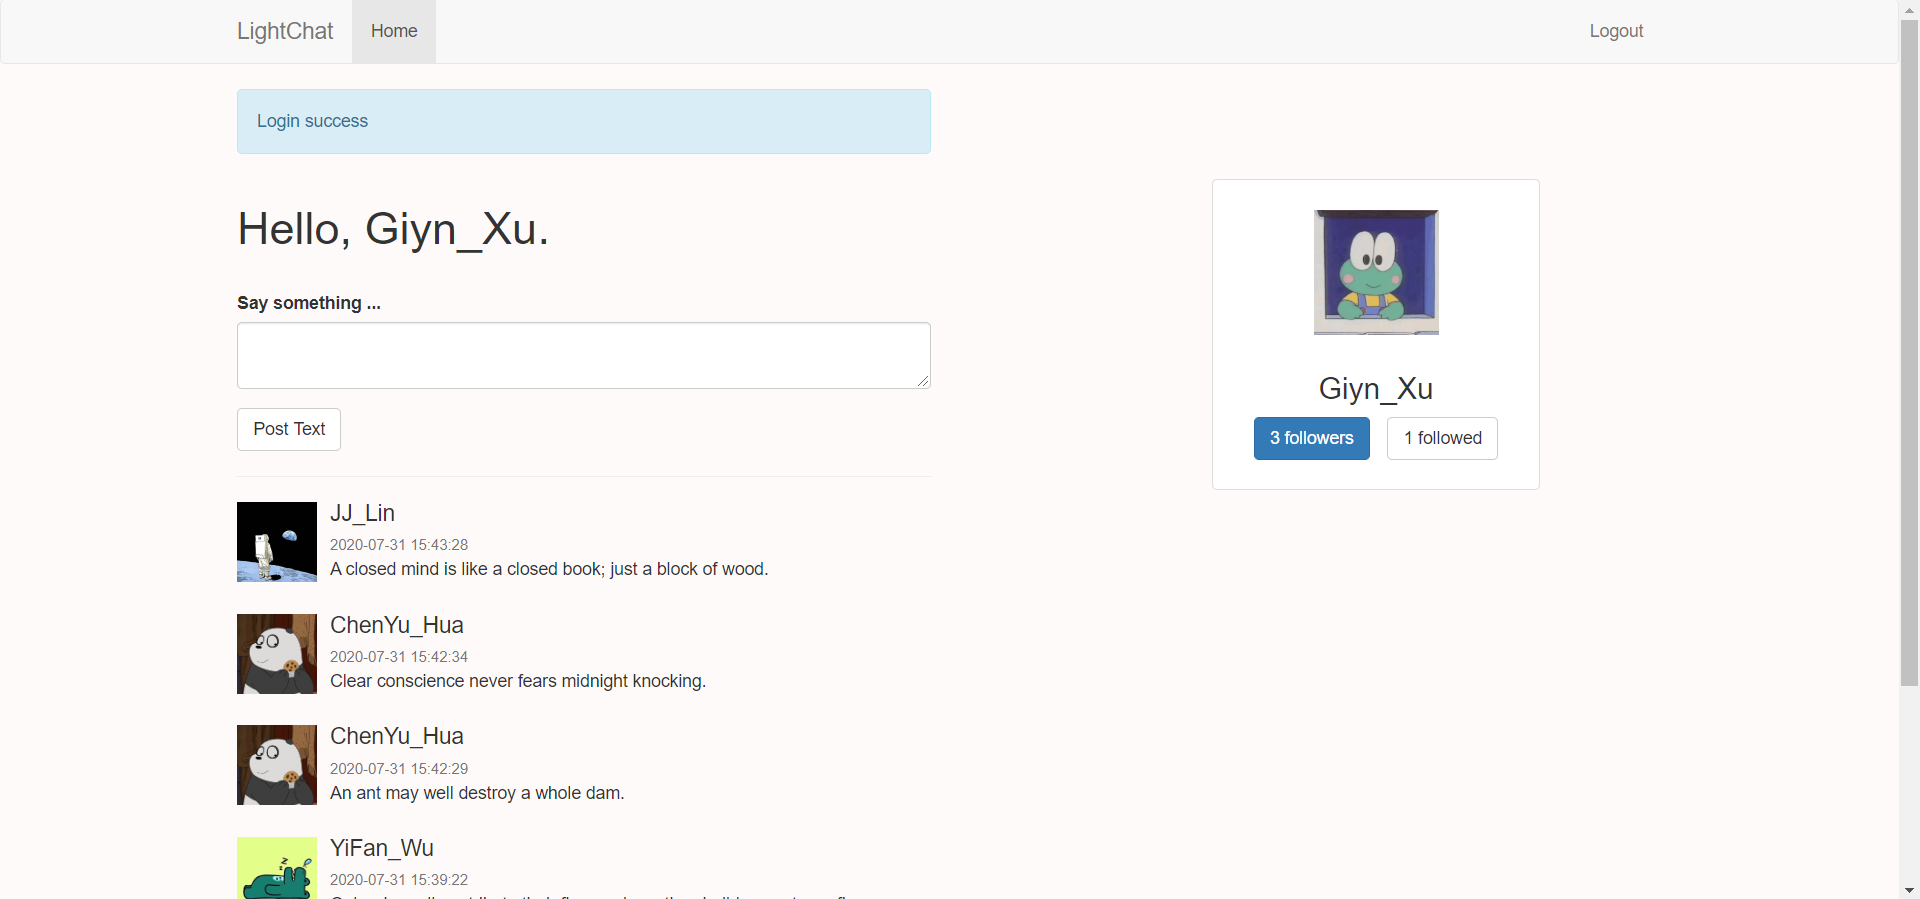 LightChat Home Logout
Login success
Hello, Giyn_Xu.
Say something ...
Post Text
Giyn_Xu
3 followers 1 followed
JJ_Lin
2020-07-31 15:43:28
A closed mind is like a closed book; just a block of wood.
ChenYu_Hua
2020-07-31 15:42:34
Clear conscience never fears midnight knocking.
ChenYu_Hua
2020-07-31 15:42:29
An ant may well destroy a whole dam.
YiFan_Wu
2020-07-31 15:39:22